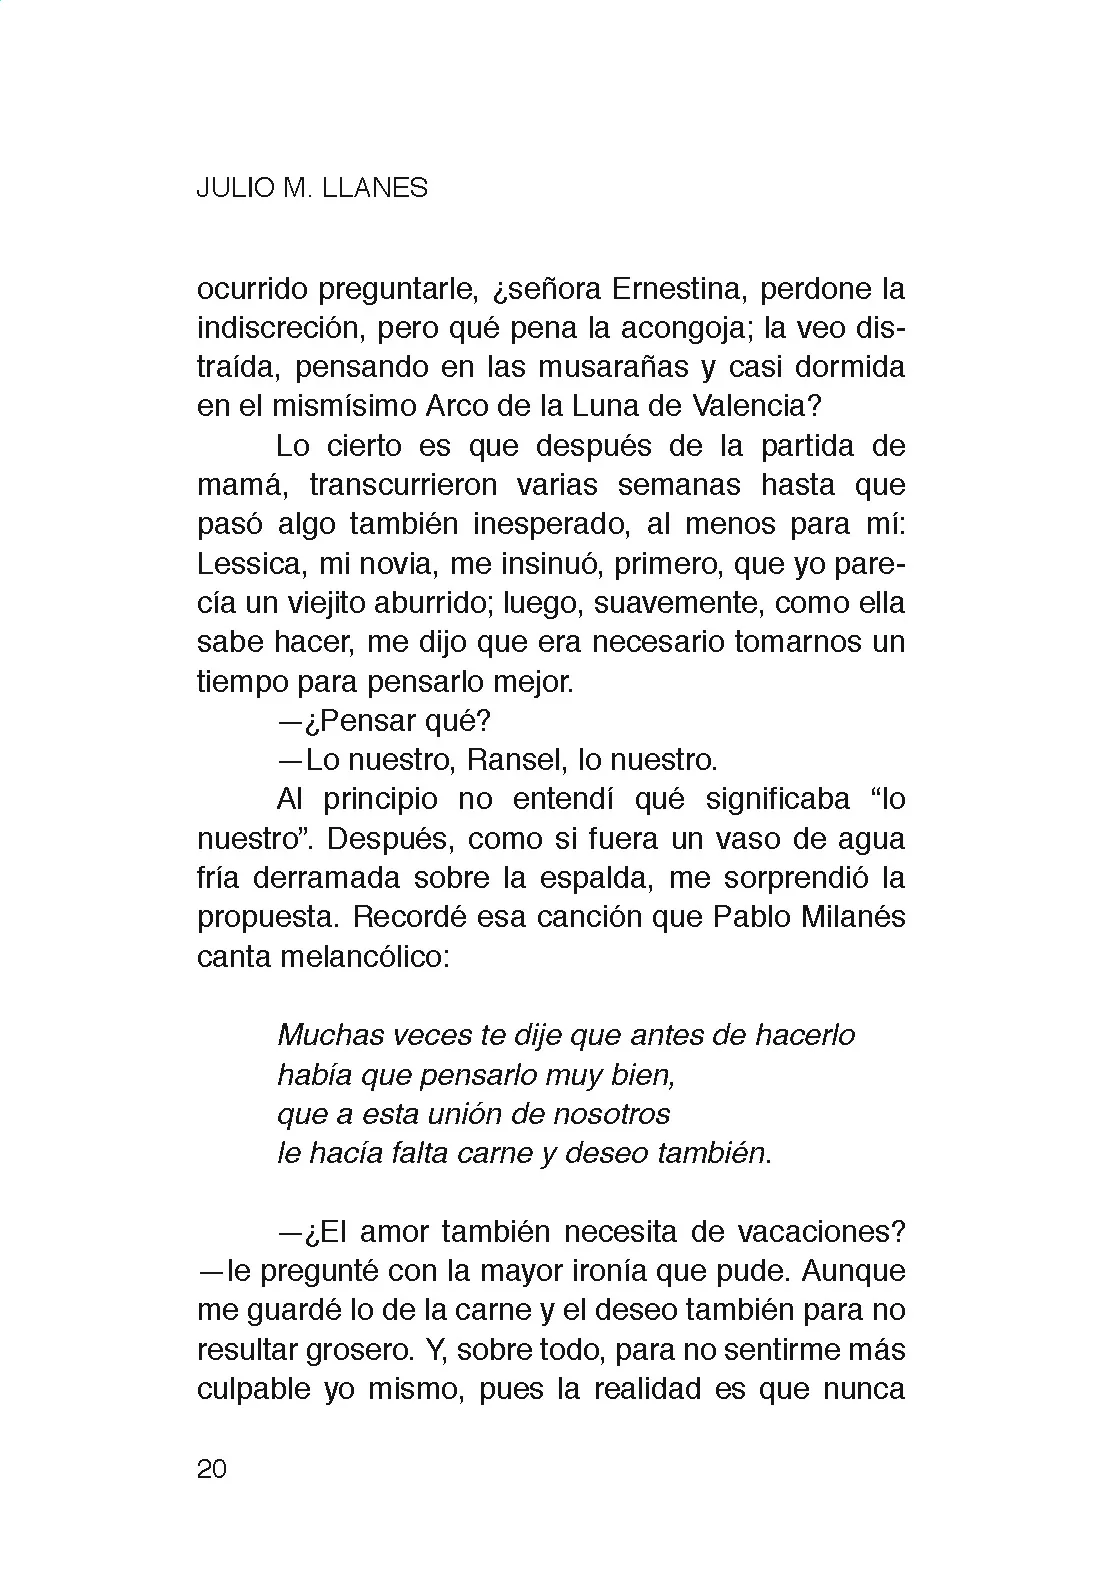 JULIO M. LLANES
ocurrido preguntarle, ¿señora Ernestina, perdone la
indiscreción, pero qué pena la acongoja; la veo dis-
traída, pensando en las musarañas y casi dormida
en el mismísimo Arco de la Luna de Valencia?
Lo cierto es que después de la partida de
mamá, transcurrieron varias semanas hasta que
pasó algo también inesperado, al menos para mí:
Lessica, mi novia, me insinuó, primero, que yo pare-
cía un viejito aburrido; luego, suavemente, como ella
sabe hacer, me dijo que era necesario tomarnos un
tiempo para pensarlo mejor.
—¿Pensar qué?
—Lo nuestro, Ransel, lo nuestro.
Al principio no entendí qué significaba “lo
nuestro”. Después, como si fuera un vaso de agua
fría derramada sobre la espalda, me sorprendió la
propuesta. Recordé esa canción que Pablo Milanés
canta melancólico:
Muchas veces te dije que antes de hacerlo
había que pensarlo muy bien,
que a esta unión de nosotros
le hacía falta carne y deseo también.
—¿El amor también necesita de vacaciones?
—le pregunté con la mayor ironía que pude. Aunque
me guardé lo de la carne y el deseo también para no
resultar grosero. Y, sobre todo, para no sentirme más
culpable yo mismo, pues la realidad es que nunca
20